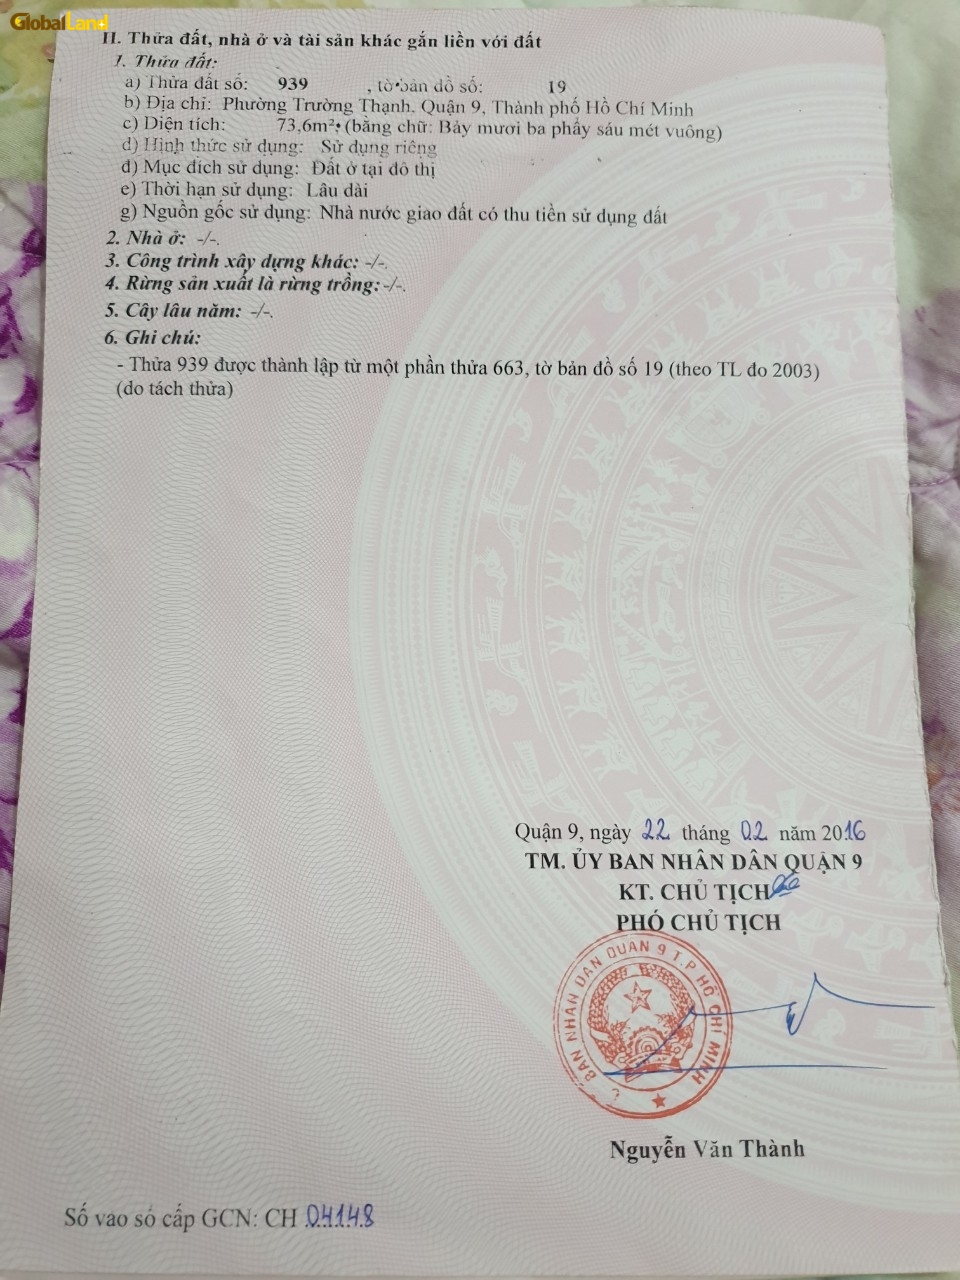 GlobalLand
II. Thửa đất, nhà ở và tài sản khác gắn liền với đất
1. Thửa đất:
a) Thửa đất số: 939 , tờ bản đồ số: 19
b) Địa chỉ: Phường Trường Thạnh, Quận 9, Thành phố Hồ Chí Minh
c) Diện tích: 73,6m²; (bằng chữ: Bảy mươi ba phẩy sáu mét vuông)
d) Hình thức sử dụng: Sử dụng riêng
đ) Mục đích sử dụng: Đất ở tại đô thị
e) Thời hạn sử dụng: Lâu dài
g) Nguồn gốc sử dụng: Nhà nước giao đất có thu tiền sử dụng đất
2. Nhà ở: -/-.
3. Công trình xây dựng khác: -/-.
4. Rừng sản xuất là rừng trồng: -/-.
5. Cây lâu năm: -/-.
6. Ghi chú:
- Thửa 939 được thành lập từ một phần thửa 663, tờ bản đồ số 19 (theo TL đo 2003)
(do tách thửa)
Quận 9, ngày 22 tháng 02 năm 2016
TM. ỦY BAN NHÂN DÂN QUẬN 9
KT. CHỦ TỊCH
PHÓ CHỦ TỊCH
BAN NHÂN DÂN QUẬN 9 T.P HỒ CHÍ MINH
Nguyễn Văn Thành
Số vào sổ cấp GCN: CH 04148